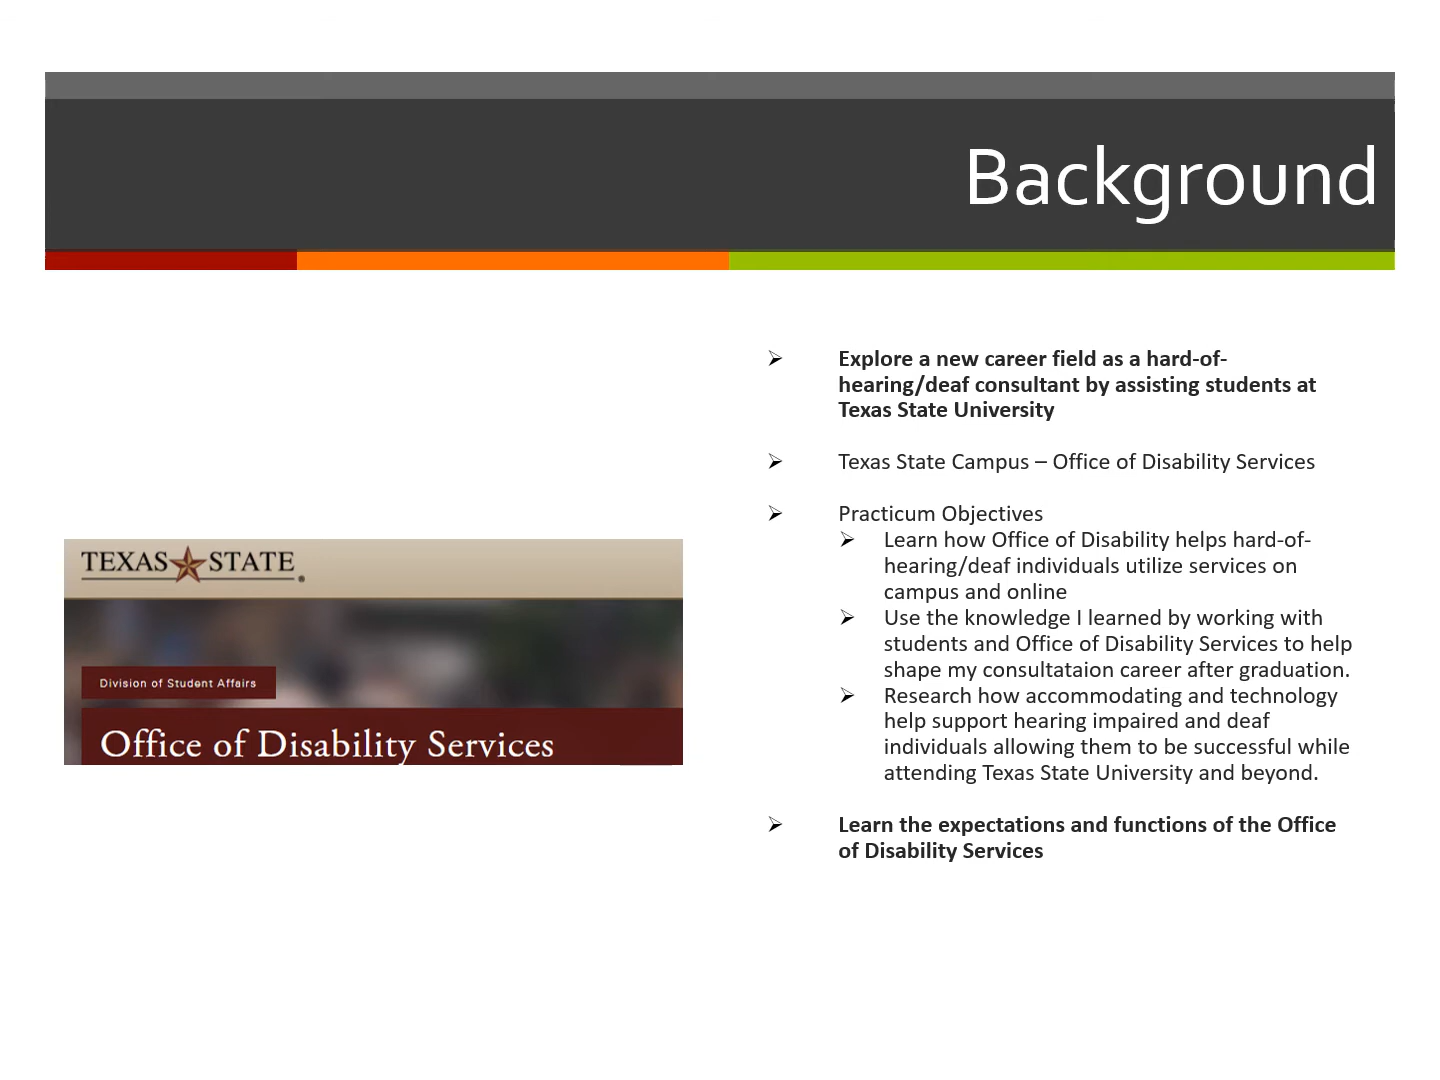 Background
TEXAS STATE ®
Division of Student Affairs
Office of Disability Services
➢ Explore a new career field as a hard-of-
hearing/deaf consultant by assisting students at
Texas State University
➢ Texas State Campus – Office of Disability Services
➢ Practicum Objectives
➢ Learn how Office of Disability helps hard-of-
hearing/deaf individuals utilize services on
campus and online
➢ Use the knowledge I learned by working with
students and Office of Disability Services to help
shape my consultataion career after graduation.
➢ Research how accommodating and technology
help support hearing impaired and deaf
individuals allowing them to be successful while
attending Texas State University and beyond.
➢ Learn the expectations and functions of the Office
of Disability Services